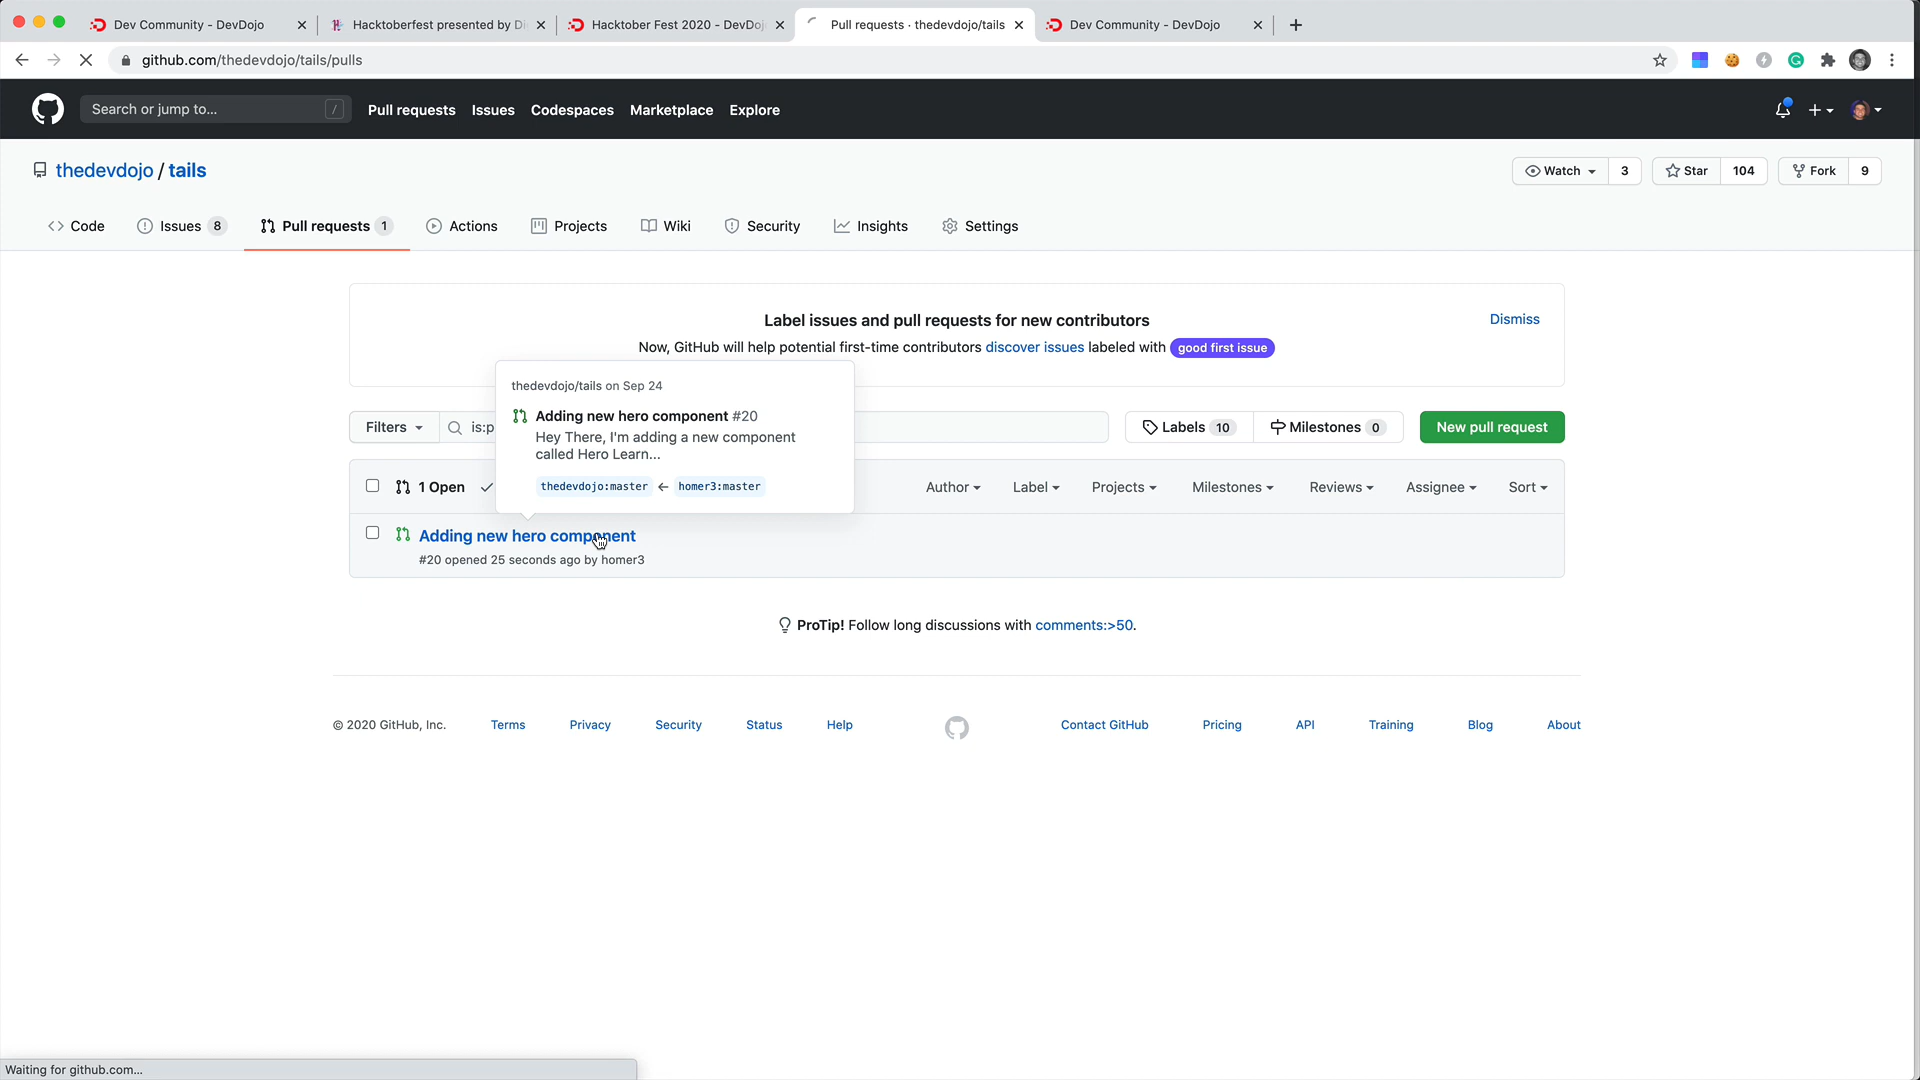 Dev Community - DevDojo
Hacktoberfest presented by Di
Hacktober Fest 2020 - DevDoj
Pull requests · thedevdojo/tails
Dev Community - DevDojo
github.com/thedevdojo/tails/pulls
Search or jump to... /
Pull requests Issues Codespaces Marketplace Explore
thedevdojo / tails
Watch 3 Star 104 Fork 9
Code Issues 8 Pull requests 1 Actions Projects Wiki Security Insights Settings
Label issues and pull requests for new contributors
Dismiss
Now, GitHub will help potential first-time contributors discover issues labeled with good first issue
thedevdojo/tails on Sep 24
Adding new hero component #20
Hey There, I'm adding a new component
called Hero Learn...
thedevdojo:master ← homer3:master
Filters is:p Labels 10 Milestones 0 New pull request
1 Open Author Label Projects Milestones Reviews Assignee Sort
Adding new hero component
#20 opened 25 seconds ago by homer3
ProTip! Follow long discussions with comments:>50.
© 2020 GitHub, Inc. Terms Privacy Security Status Help Contact GitHub Pricing API Training Blog About
Waiting for github.com...